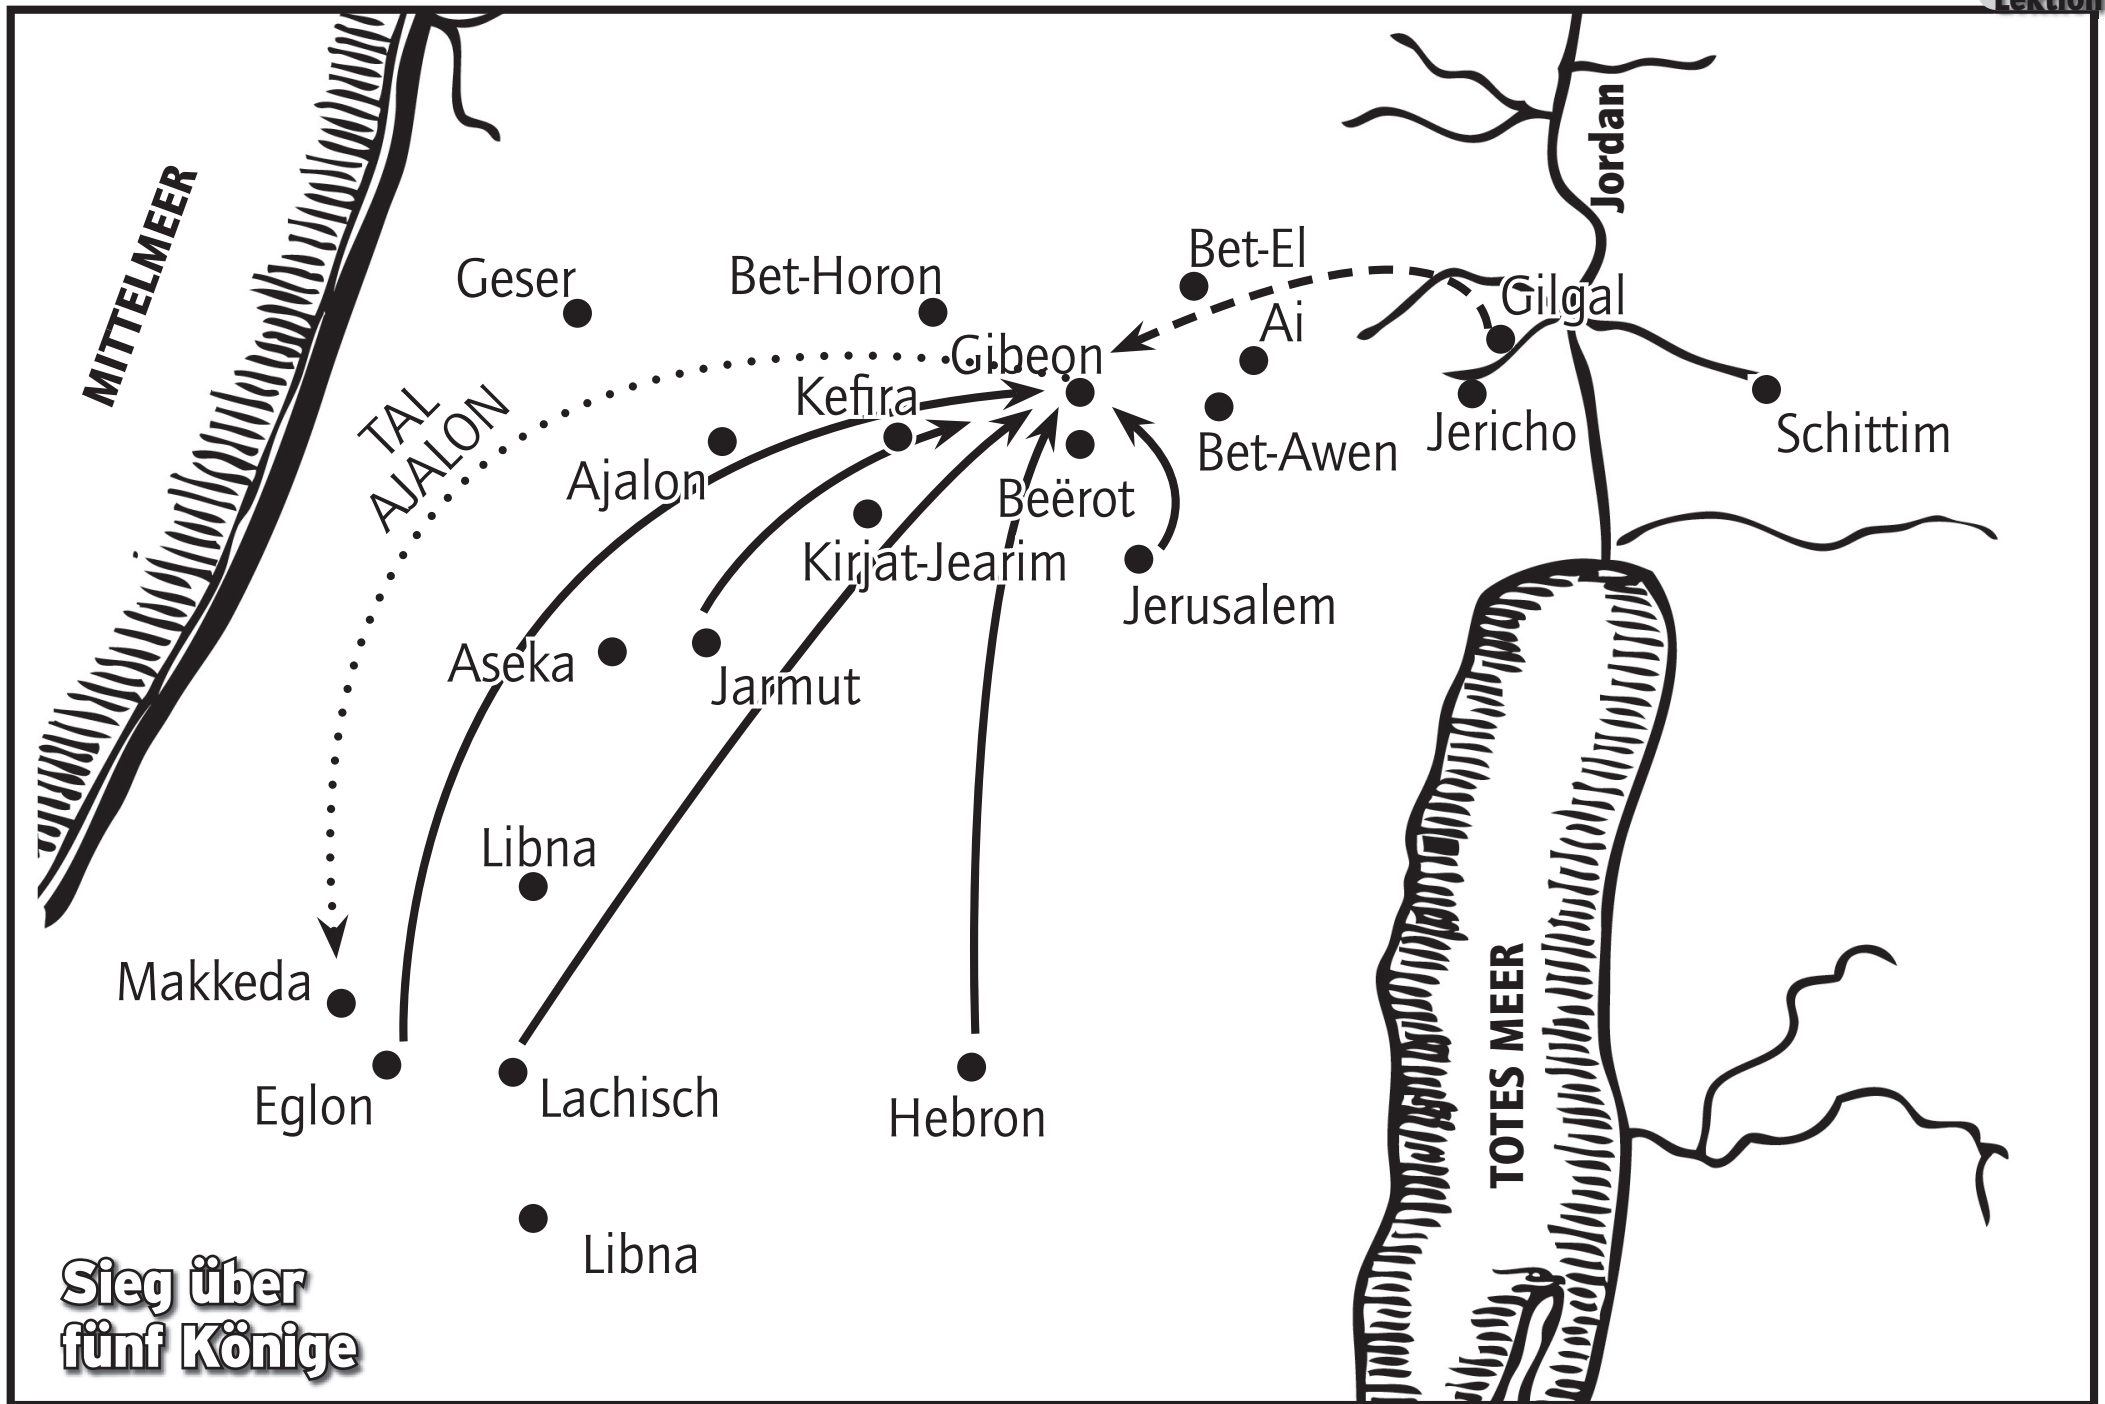 Lektion
Jordan
MITTELMEER
Bet-El
Geser
Bet-Horon
Gilgal
Ai
Gibeon
Kefira
TAL
AJALON
Jericho
Schittim
Bet-Awen
Ajalon
Beërot
Kirjat-Jearim
Jerusalem
Aseka
Jarmut
Libna
Makkeda
TOTES MEER
Eglon
Lachisch
Hebron
Libna
Sieg über
fünf Könige